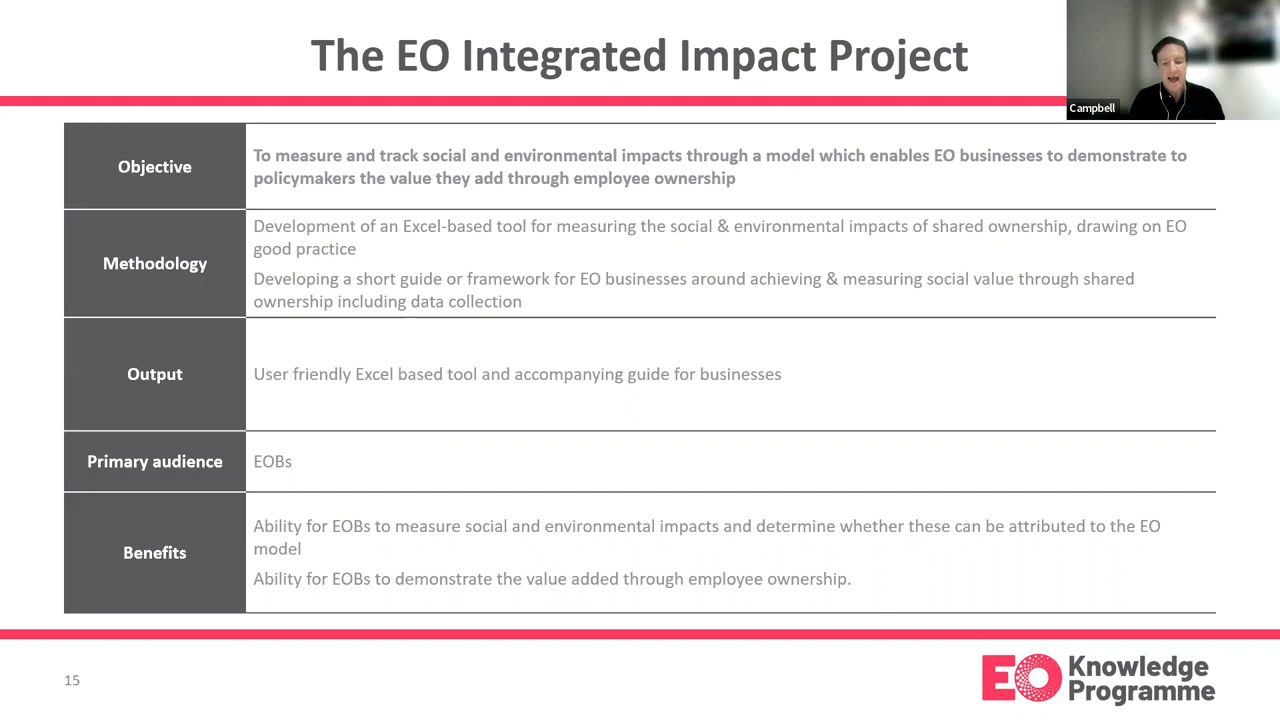 The EO Integrated Impact Project
Campbell
Objective
To measure and track social and environmental impacts through a model which enables EO businesses to demonstrate to
policymakers the value they add through employee ownership
Methodology
Development of an Excel-based tool for measuring the social & environmental impacts of shared ownership, drawing on EO
good practice
Developing a short guide or framework for EO businesses around achieving & measuring social value through shared
ownership including data collection
Output
User friendly Excel based tool and accompanying guide for businesses
Primary audience
EOBs
Benefits
Ability for EOBs to measure social and environmental impacts and determine whether these can be attributed to the EO
model
Ability for EOBs to demonstrate the value added through employee ownership.
15
EO Knowledge
Programme